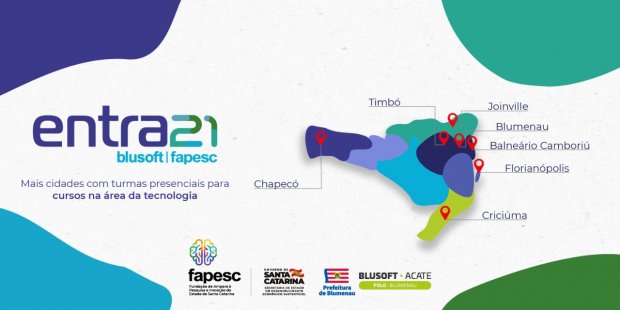 entra21
blusoft | fapesc
Mais cidades com turmas presenciais para
cursos na área da tecnologia
Timbó
Joinville
Blumenau
Balneário Camboriú
Florianópolis
Chapecó
Criciúma
fapesc
Fundação de Amparo à
Pesquisa e Inovação do
Estado de Santa Catarina
GOVERNO DE
SANTA
CATARINA
SECRETARIA DE ESTADO
DO DESENVOLVIMENTO
ECONÔMICO SUSTENTÁVEL
Prefeitura
de Blumenau
BLUSOFT + ACATE
POLO BLUMENAU